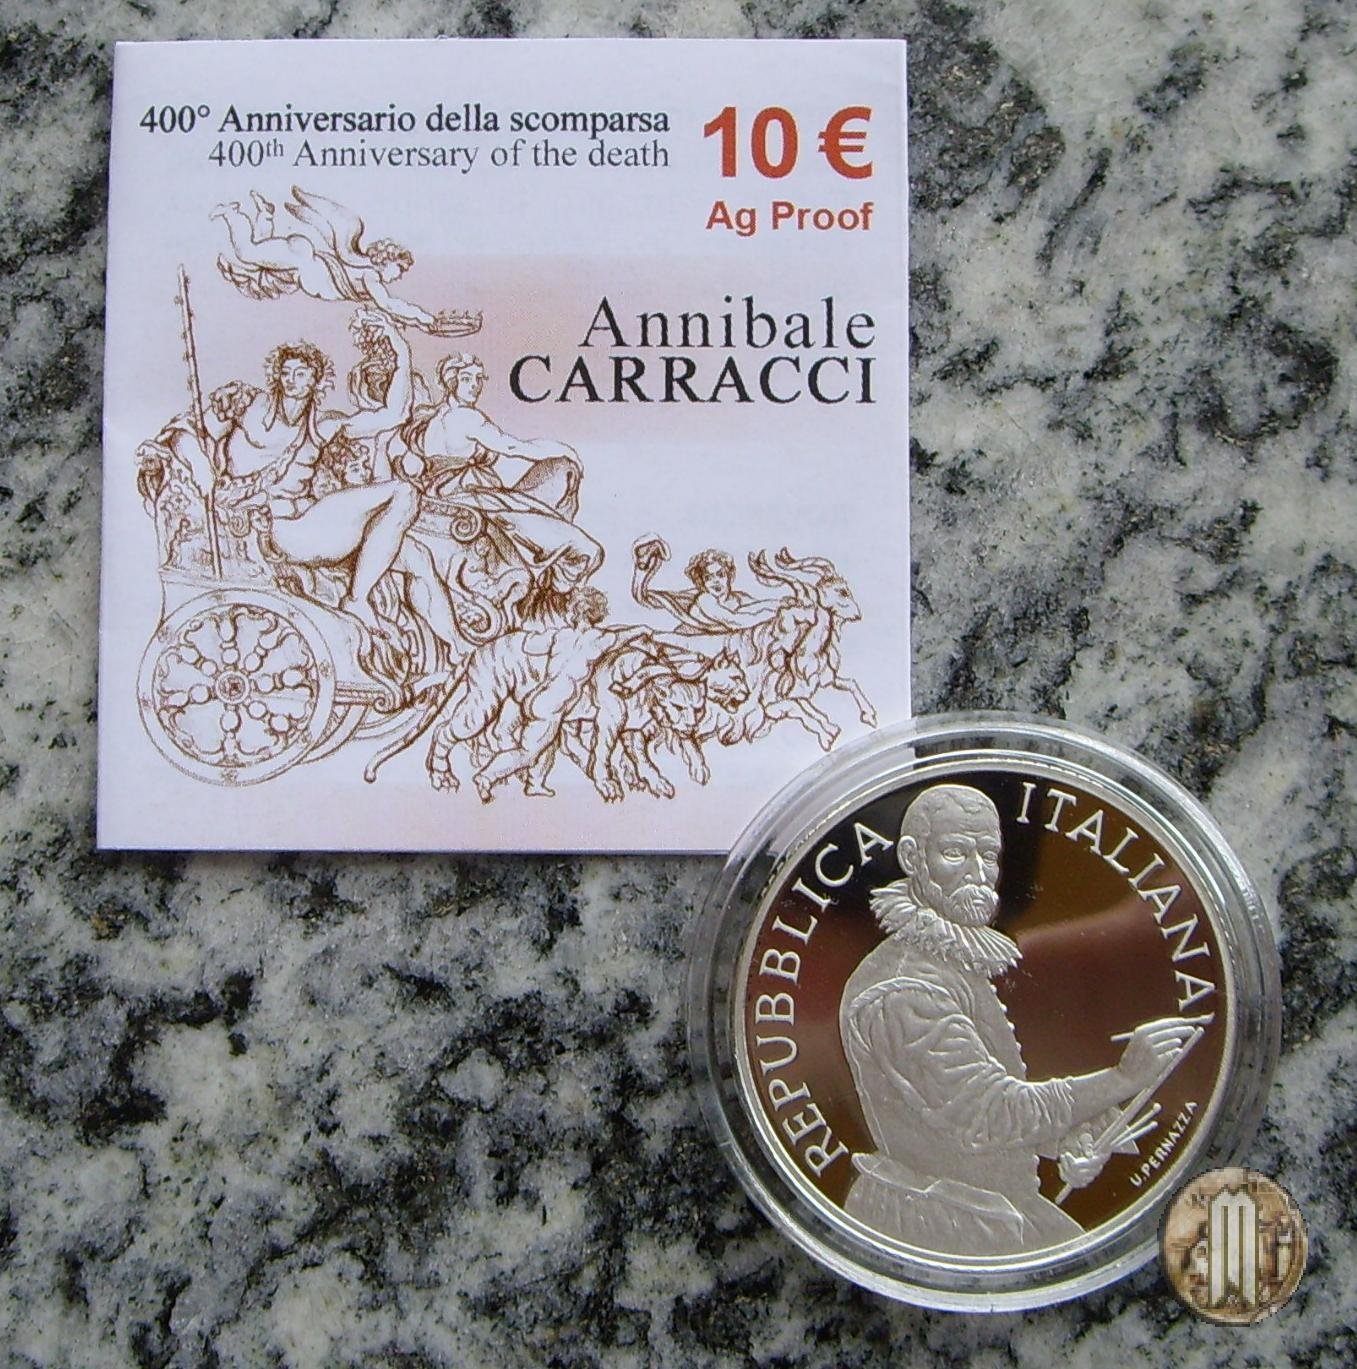 400° Anniversario della scomparsa
400th Anniversary of the death
10 €
Ag Proof
Annibale
CARRACCI
REPUBBLICA ITALIANA
U.PERNAZZA
M